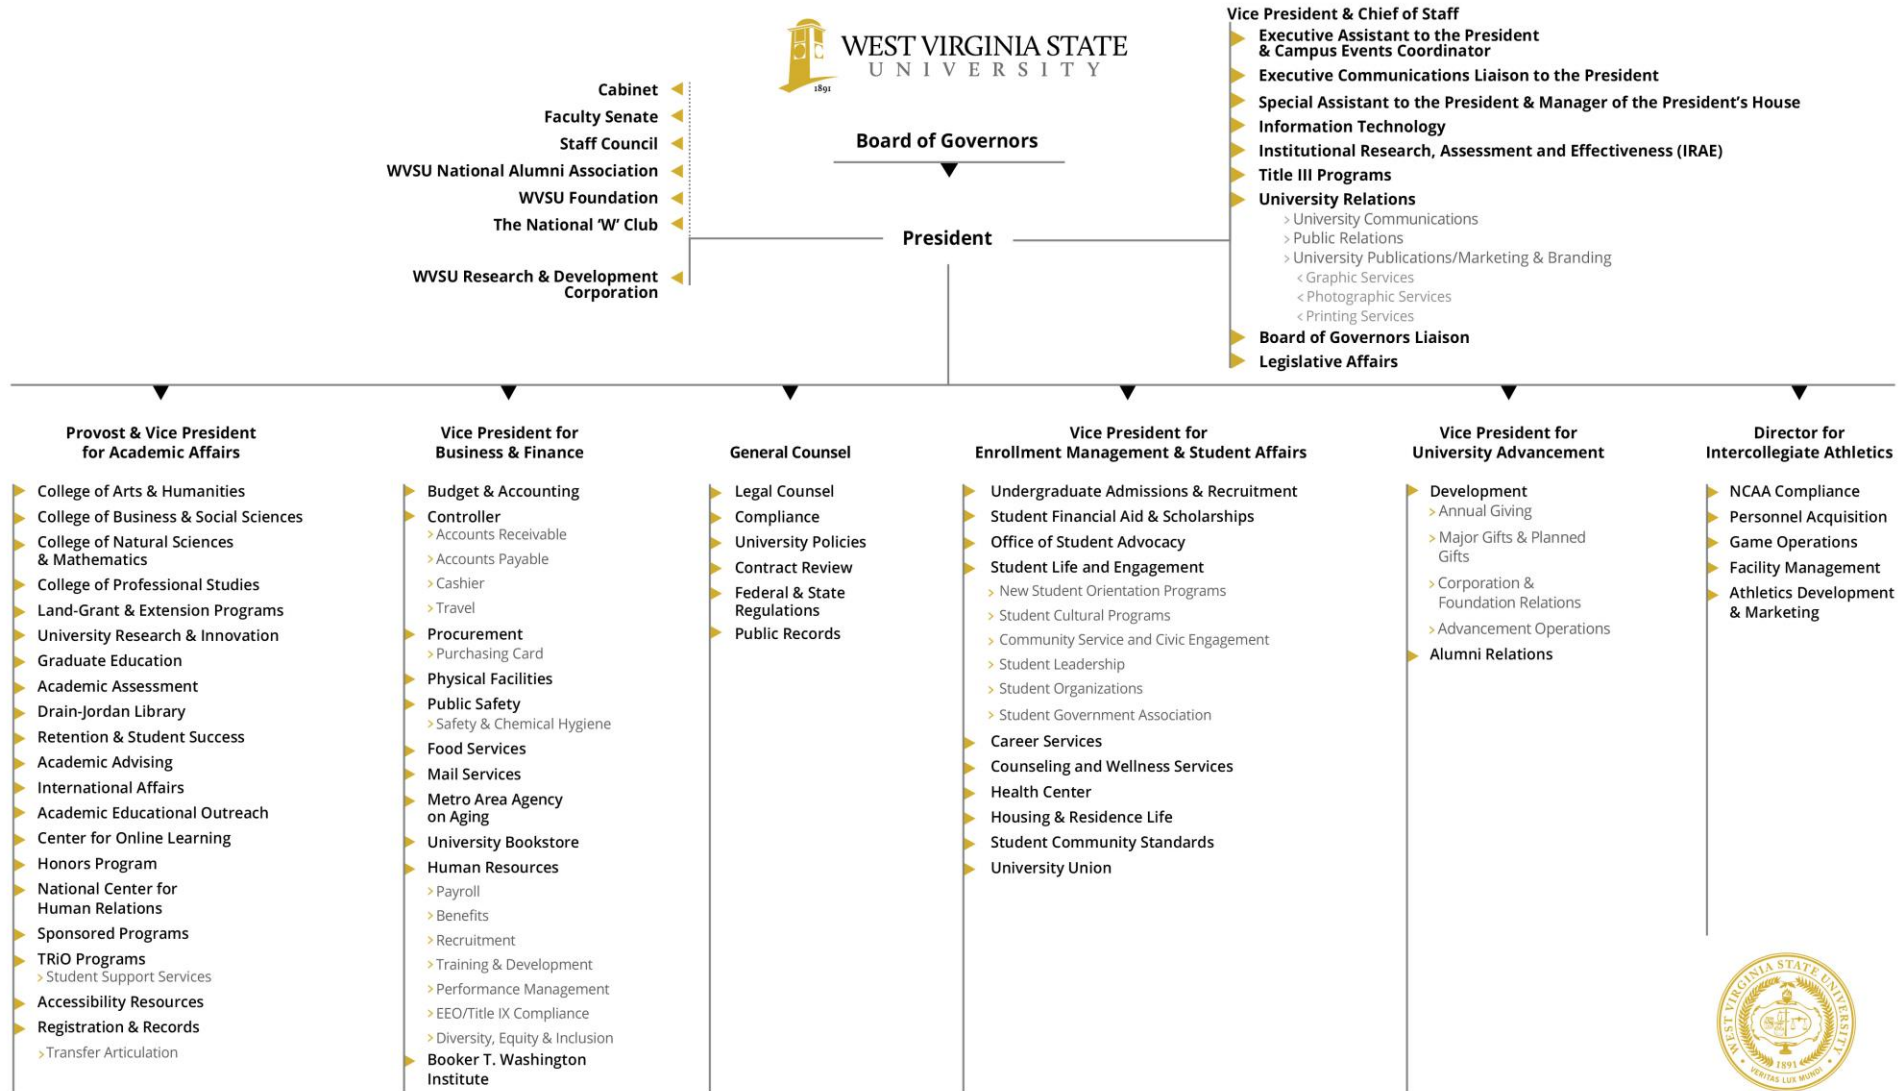 WEST VIRGINIA STATE
UNIVERSITY
1891
Board of Governors
President
Cabinet
Faculty Senate
Staff Council
WVSU National Alumni Association
WVSU Foundation
The National ‘W’ Club
WVSU Research & Development
Corporation
Vice President & Chief of Staff
Executive Assistant to the President
& Campus Events Coordinator
Executive Communications Liaison to the President
Special Assistant to the President & Manager of the President’s House
Information Technology
Institutional Research, Assessment and Effectiveness (IRAE)
Title III Programs
University Relations
> University Communications
> Public Relations
> University Publications/Marketing & Branding
< Graphic Services
< Photographic Services
< Printing Services
Board of Governors Liaison
Legislative Affairs
Provost & Vice President
for Academic Affairs
College of Arts & Humanities
College of Business & Social Sciences
College of Natural Sciences
& Mathematics
College of Professional Studies
Land-Grant & Extension Programs
University Research & Innovation
Graduate Education
Academic Assessment
Drain-Jordan Library
Retention & Student Success
Academic Advising
International Affairs
Academic Educational Outreach
Center for Online Learning
Honors Program
National Center for
Human Relations
Sponsored Programs
TRiO Programs
> Student Support Services
Accessibility Resources
Registration & Records
> Transfer Articulation
Vice President for
Business & Finance
Budget & Accounting
Controller
> Accounts Receivable
> Accounts Payable
> Cashier
> Travel
Procurement
> Purchasing Card
Physical Facilities
Public Safety
> Safety & Chemical Hygiene
Food Services
Mail Services
Metro Area Agency
on Aging
University Bookstore
Human Resources
> Payroll
> Benefits
> Recruitment
> Training & Development
> Performance Management
> EEO/Title IX Compliance
> Diversity, Equity & Inclusion
Booker T. Washington
Institute
General Counsel
Legal Counsel
Compliance
University Policies
Contract Review
Federal & State
Regulations
Public Records
Vice President for
Enrollment Management & Student Affairs
Undergraduate Admissions & Recruitment
Student Financial Aid & Scholarships
Office of Student Advocacy
Student Life and Engagement
> New Student Orientation Programs
> Student Cultural Programs
> Community Service and Civic Engagement
> Student Leadership
> Student Organizations
> Student Government Association
Career Services
Counseling and Wellness Services
Health Center
Housing & Residence Life
Student Community Standards
University Union
Vice President for
University Advancement
Development
> Annual Giving
> Major Gifts & Planned
Gifts
> Corporation &
Foundation Relations
> Advancement Operations
Alumni Relations
Director for
Intercollegiate Athletics
NCAA Compliance
Personnel Acquisition
Game Operations
Facility Management
Athletics Development
& Marketing
WEST VIRGINIA STATE UNIVERSITY
1891
VERITAS LUX MUNDI